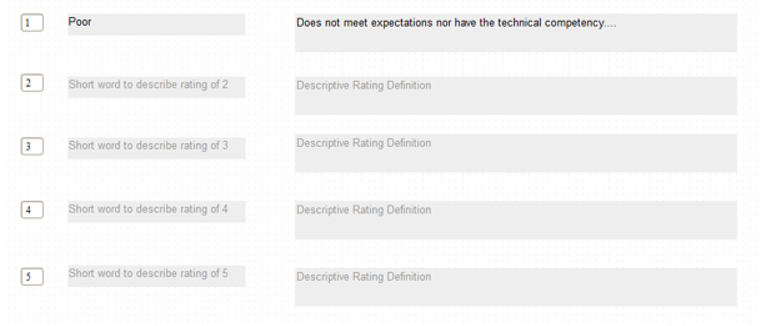 1 Poor Does not meet expectations nor have the technical competency....
2 Short word to describe rating of 2 Descriptive Rating Definition
3 Short word to describe rating of 3 Descriptive Rating Definition
4 Short word to describe rating of 4 Descriptive Rating Definition
5 Short word to describe rating of 5 Descriptive Rating Definition